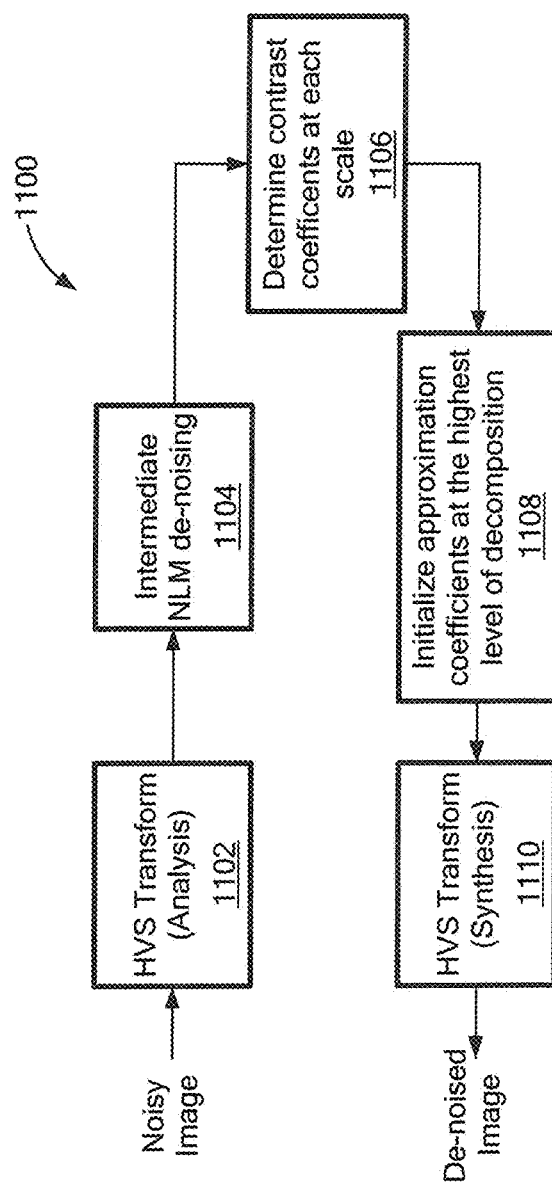 1100
Noisy
Image
HVS Transform
(Analysis)
1102
Intermediate
NLM de-noising
1104
Determine contrast
coefficents at each
scale
1106
Initialize approximation
coefficients at the highest
level of decomposition
1108
HVS Transform
(Synthesis)
1110
De-noised
Image